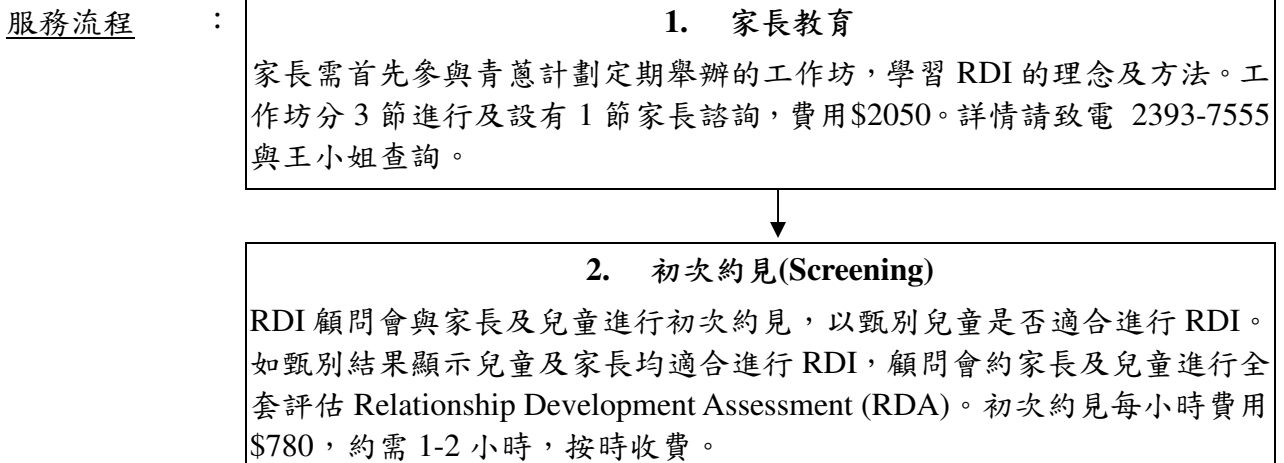 服務流程 :
1. 家長教育
家長需首先參與青蔥計劃定期舉辦的工作坊，學習 RDI 的理念及方法。工
作坊分 3 節進行及設有 1 節家長諮詢，費用$2050。詳情請致電 2393-7555
與王小姐查詢。
2. 初次約見(Screening)
RDI 顧問會與家長及兒童進行初次約見，以甄別兒童是否適合進行 RDI。
如甄別結果顯示兒童及家長均適合進行 RDI，顧問會約家長及兒童進行全
套評估 Relationship Development Assessment (RDA)。初次約見每小時費用
$780，約需 1-2 小時，按時收費。